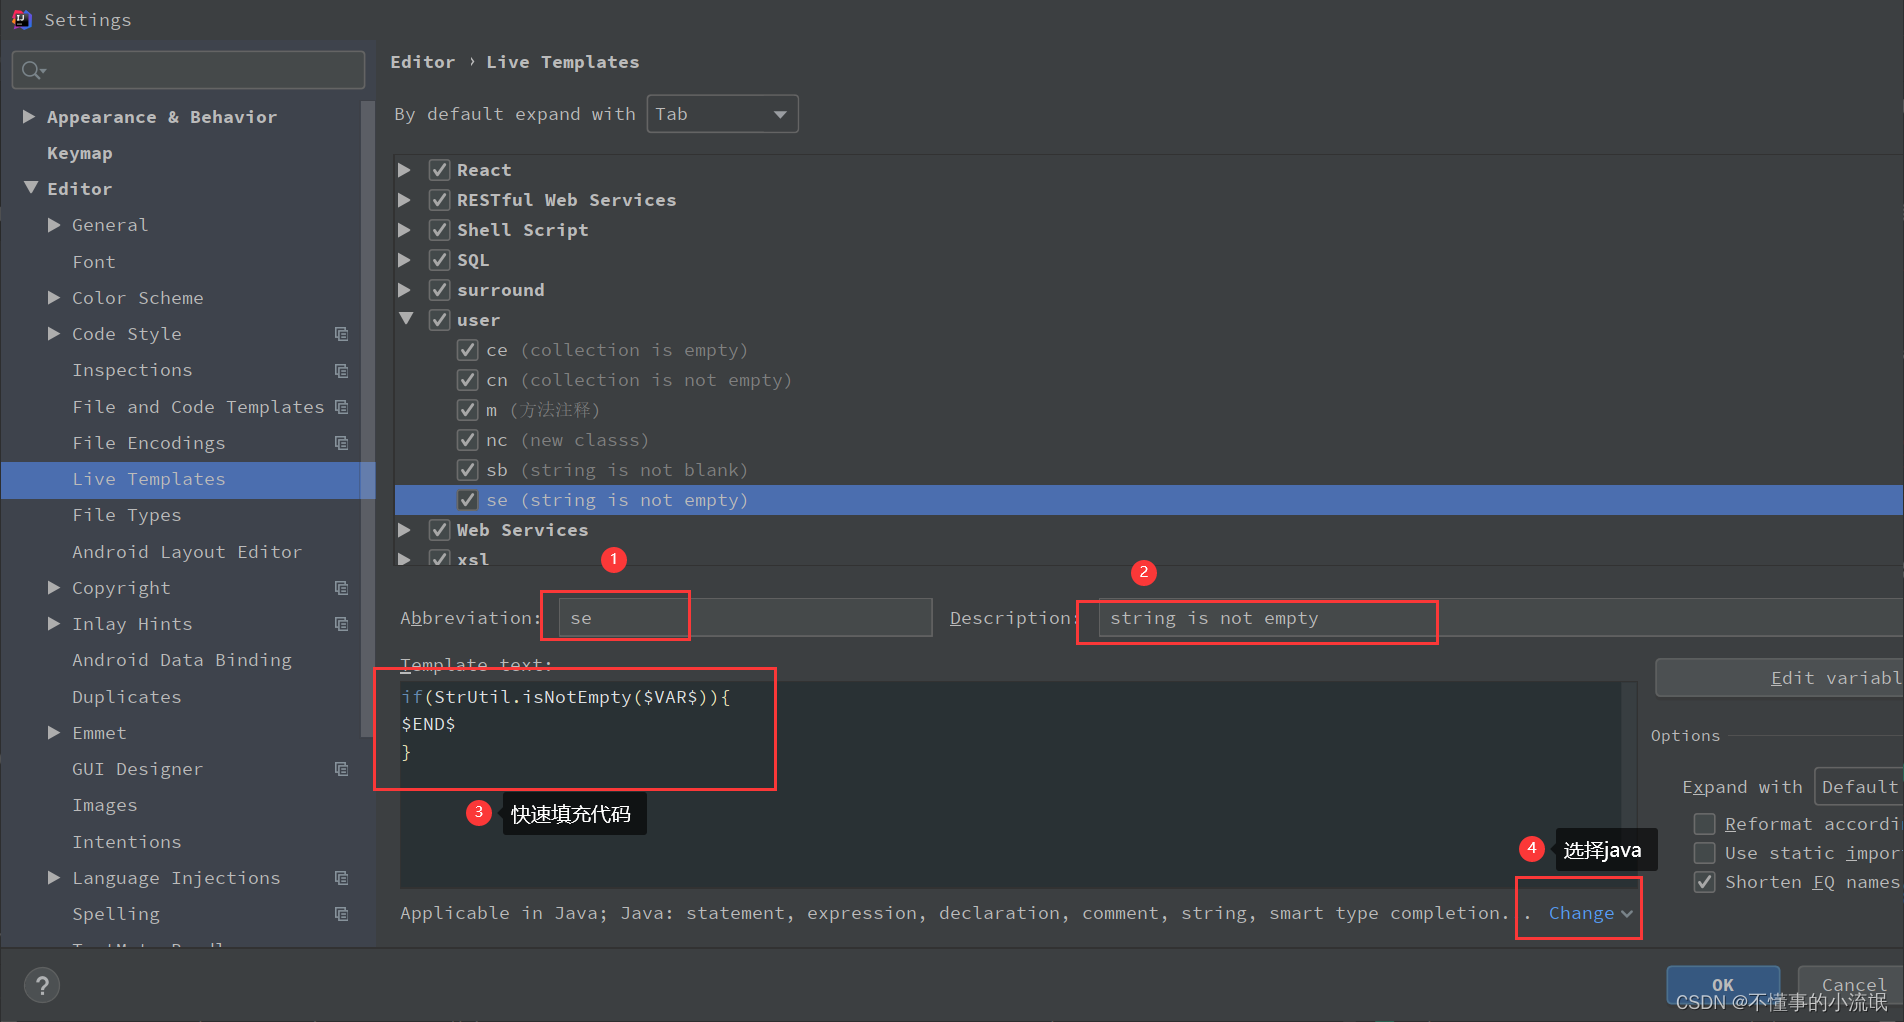 Settings
Appearance & Behavior
Keymap
Editor
General
Font
Color Scheme
Code Style
Inspections
File and Code Templates
File Encodings
Live Templates
File Types
Android Layout Editor
Copyright
Inlay Hints
Android Data Binding
Duplicates
Emmet
GUI Designer
Images
Intentions
Language Injections
Spelling
Editor › Live Templates
By default expand with Tab
React
RESTful Web Services
Shell Script
SQL
surround
user
ce (collection is empty)
cn (collection is not empty)
m (方法注释)
nc (new classs)
sb (string is not blank)
se (string is not empty)
Web Services
xsl
1
2
Abbreviation: se Description: string is not empty
Template text:
if(StrUtil.isNotEmpty($VAR$)){
$END$
}
3 快速填充代码
Edit variabl
Options
Expand with Default
Reformat accordi
Use static impor
Shorten FQ names
4 选择java
Applicable in Java; Java: statement, expression, declaration, comment, string, smart type completion. . Change
?
OK
Cancel
CSDN @不懂事的小流氓